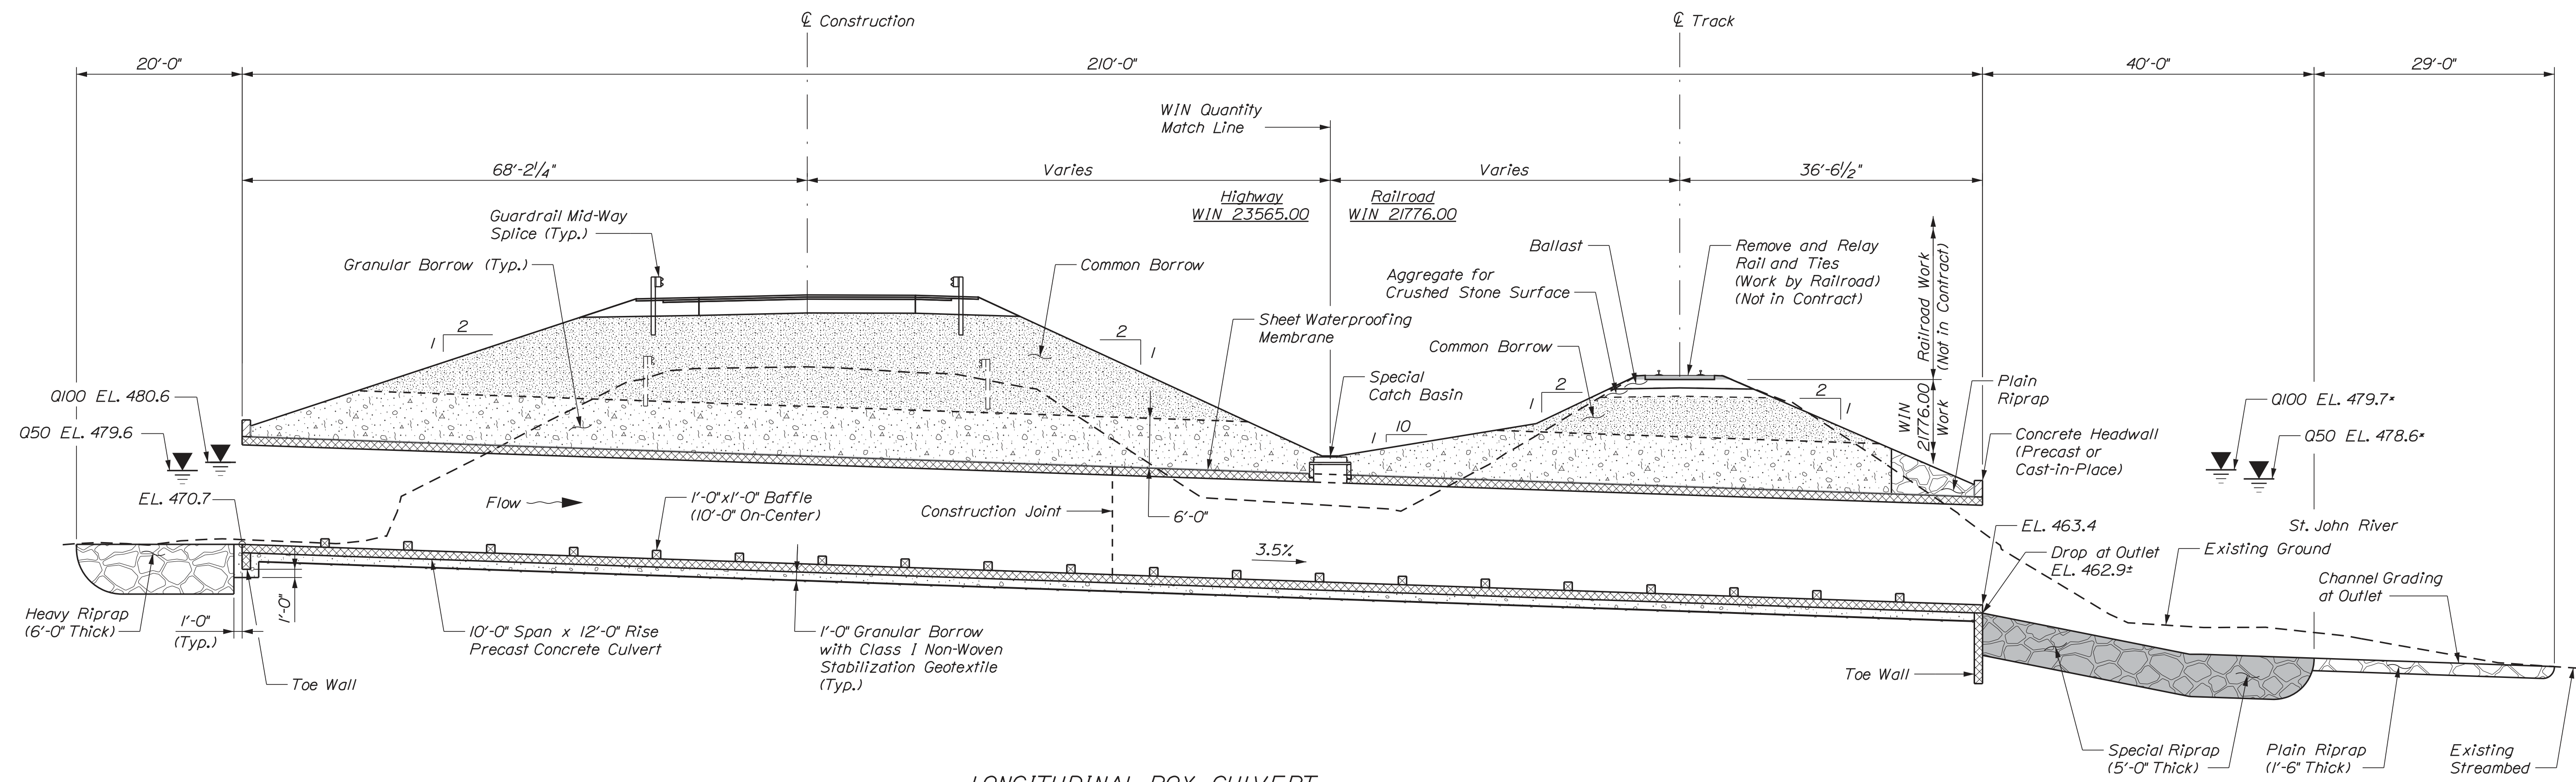 ℄ Construction
℄ Track
20'-0"
210'-0"
40'-0"
29'-0"
WIN Quantity
Match Line
68'-2 1/4"
Varies
Varies
36'-6 1/2"
Highway
WIN 23565.00
Railroad
WIN 21776.00
Guardrail Mid-Way
Splice (Typ.)
Granular Borrow (Typ.)
Common Borrow
Ballast
Aggregate for
Crushed Stone Surface
Remove and Relay
Rail and Ties
(Work by Railroad)
(Not in Contract)
Railroad Work
(Not in Contract)
WIN
21776.00
Work
Sheet Waterproofing
Membrane
Common Borrow
Special
Catch Basin
Plain
Riprap
2
1
2
1
10
1
2
1
2
1
Q100 EL. 480.6
Q50 EL. 479.6
Q100 EL. 479.7*
Q50 EL. 478.6*
Concrete Headwall
(Precast or
Cast-in-Place)
EL. 470.7
Flow
1'-0"x1'-0" Baffle
(10'-0" On-Center)
Construction Joint
6'-0"
3.5%
EL. 463.4
Drop at Outlet
EL. 462.9±
St. John River
Existing Ground
Channel Grading
at Outlet
Heavy Riprap
(6'-0" Thick)
1'-0"
(Typ.)
1'-0"
Toe Wall
10'-0" Span x 12'-0" Rise
Precast Concrete Culvert
1'-0" Granular Borrow
with Class I Non-Woven
Stabilization Geotextile
(Typ.)
Toe Wall
Special Riprap
(5'-0" Thick)
Plain Riprap
(1'-6" Thick)
Existing
Streambed
LONGITUDINAL BOX CULVERT